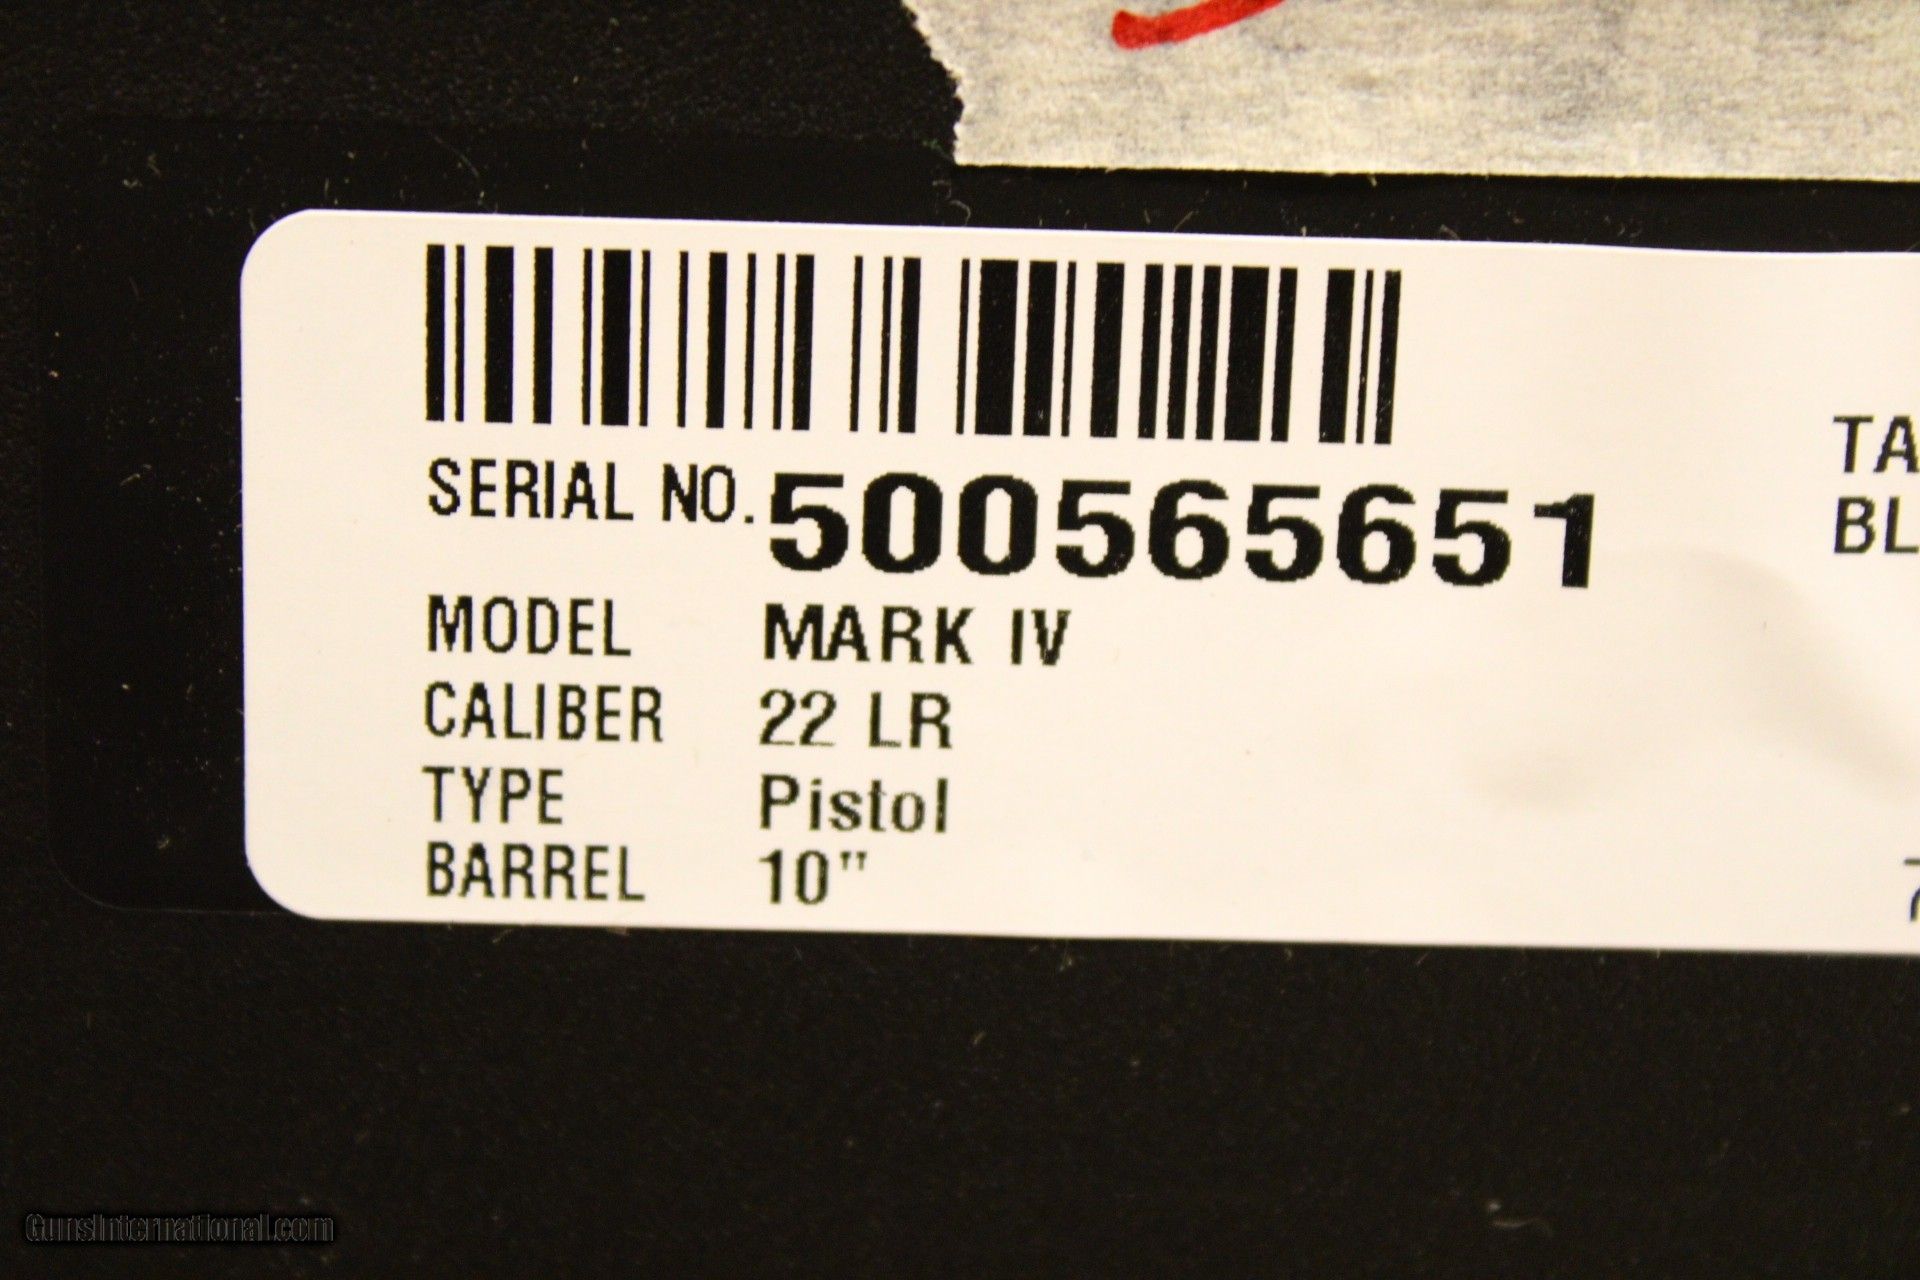 SERIAL NO. 500565651
MODEL MARK IV
CALIBER 22 LR
TYPE Pistol
BARREL 10"
TA
BL
GunsInternational.com